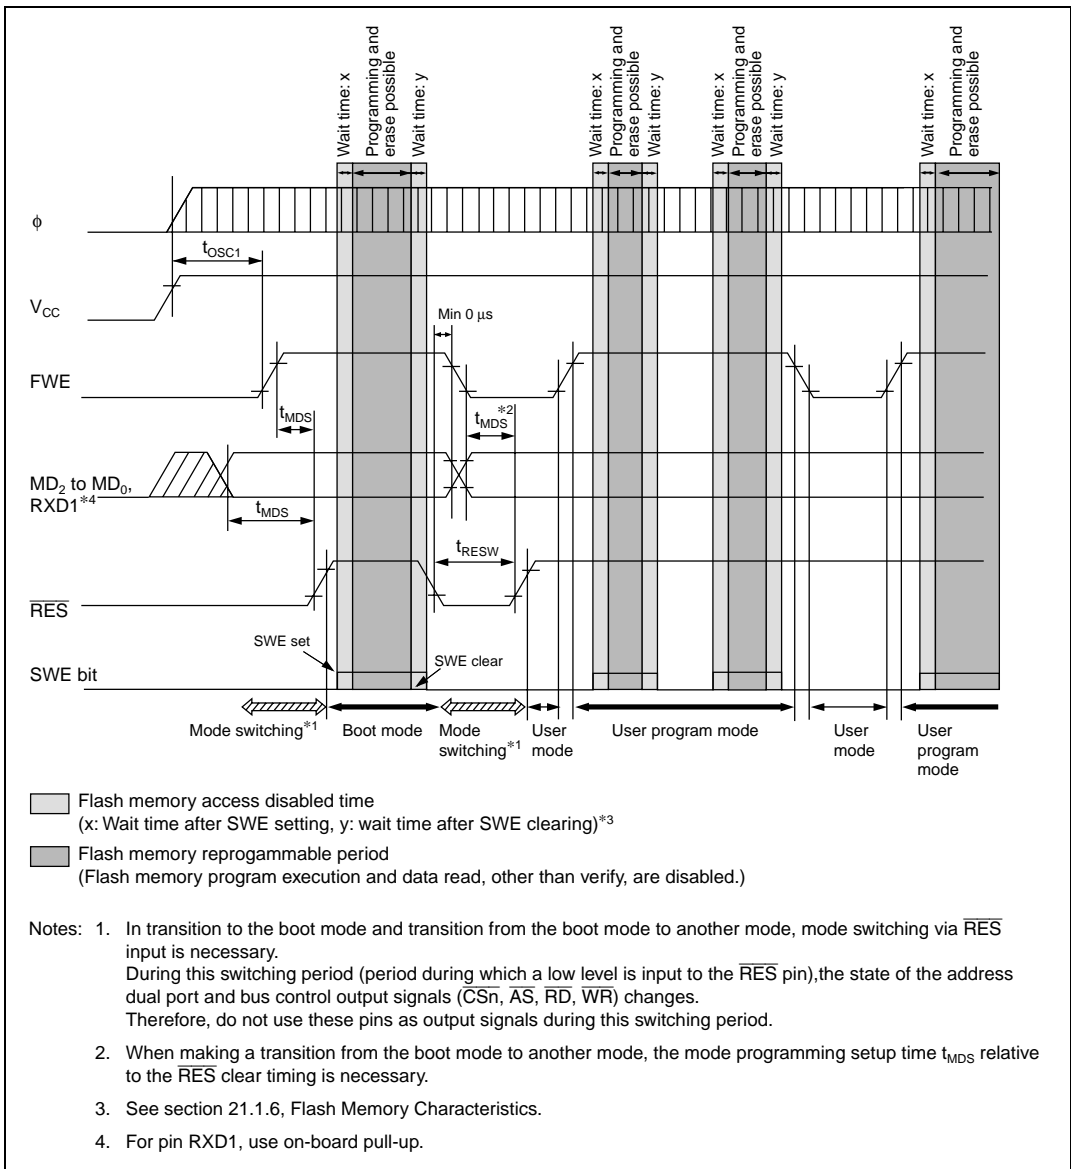 Wait time: x
Programming and
erase possible
Wait time: y
Wait time: x
Programming and
erase possible
Wait time: y
Wait time: x
Programming and
erase possible
Wait time: y
Wait time: x
Programming and
erase possible
ϕ
tOSC1
VCC
Min 0 μs
FWE
tMDS
tMDS*2
MD2 to MD0,
RXD1*4
tMDS
tRESW
RES
SWE set
SWE clear
SWE bit
Mode switching*1
Boot mode
Mode
switching*1
User
mode
User program mode
User
mode
User
program
mode
Flash memory access disabled time
(x: Wait time after SWE setting, y: wait time after SWE clearing)*3
Flash memory reprogammable period
(Flash memory program execution and data read, other than verify, are disabled.)
Notes: 1. In transition to the boot mode and transition from the boot mode to another mode, mode switching via RES
input is necessary.
During this switching period (period during which a low level is input to the RES pin),the state of the address
dual port and bus control output signals (CSn, AS, RD, WR) changes.
Therefore, do not use these pins as output signals during this switching period.
2. When making a transition from the boot mode to another mode, the mode programming setup time tMDS relative
to the RES clear timing is necessary.
3. See section 21.1.6, Flash Memory Characteristics.
4. For pin RXD1, use on-board pull-up.